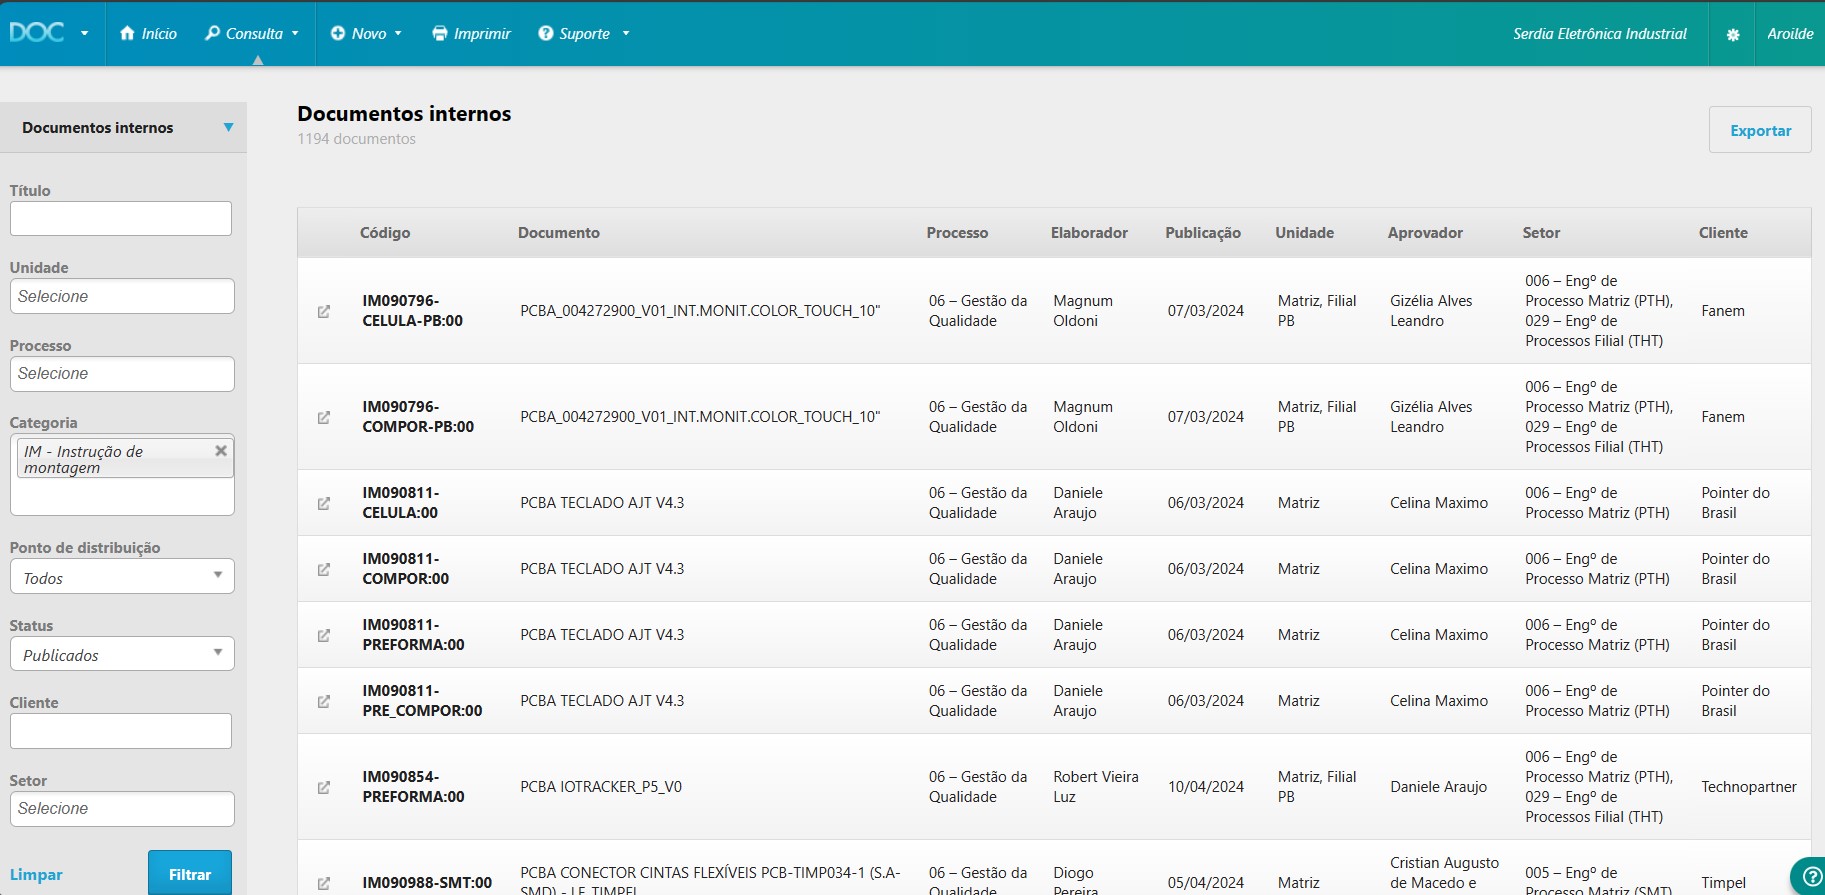 DOC
Início
Consulta
Novo
Imprimir
Suporte
Serdia Eletrônica Industrial
Aroilde
Documentos internos
Título
Unidade
Selecione
Processo
Selecione
Categoria
IM - Instrução de
montagem
Ponto de distribuição
Todos
Status
Publicados
Cliente
Setor
Selecione
Limpar
Filtrar
Documentos internos
1194 documentos
Exportar
Código Documento Processo Elaborador Publicação Unidade Aprovador Setor Cliente
IM090796-
CELULA-PB:00
PCBA_004272900_V01_INT.MONIT.COLOR_TOUCH_10"
06 – Gestão da
Qualidade
Magnum
Oldoni
07/03/2024
Matriz, Filial
PB
Gizélia Alves
Leandro
006 – Engº de
Processo Matriz (PTH),
029 – Engº de
Processos Filial (THT)
Fanem
IM090796-
COMPOR-PB:00
PCBA_004272900_V01_INT.MONIT.COLOR_TOUCH_10"
06 – Gestão da
Qualidade
Magnum
Oldoni
07/03/2024
Matriz, Filial
PB
Gizélia Alves
Leandro
006 – Engº de
Processo Matriz (PTH),
029 – Engº de
Processos Filial (THT)
Fanem
IM090811-
CELULA:00
PCBA TECLADO AJT V4.3
06 – Gestão da
Qualidade
Daniele
Araujo
06/03/2024
Matriz
Celina Maximo
006 – Engº de
Processo Matriz (PTH)
Pointer do
Brasil
IM090811-
COMPOR:00
PCBA TECLADO AJT V4.3
06 – Gestão da
Qualidade
Daniele
Araujo
06/03/2024
Matriz
Celina Maximo
006 – Engº de
Processo Matriz (PTH)
Pointer do
Brasil
IM090811-
PREFORMA:00
PCBA TECLADO AJT V4.3
06 – Gestão da
Qualidade
Daniele
Araujo
06/03/2024
Matriz
Celina Maximo
006 – Engº de
Processo Matriz (PTH)
Pointer do
Brasil
IM090811-
PRE_COMPOR:00
PCBA TECLADO AJT V4.3
06 – Gestão da
Qualidade
Daniele
Araujo
06/03/2024
Matriz
Celina Maximo
006 – Engº de
Processo Matriz (PTH)
Pointer do
Brasil
IM090854-
PREFORMA:00
PCBA IOTRACKER_P5_V0
06 – Gestão da
Qualidade
Robert Vieira
Luz
10/04/2024
Matriz, Filial
PB
Daniele Araujo
006 – Engº de
Processo Matriz (PTH),
029 – Engº de
Processos Filial (THT)
Technopartner
IM090988-SMT:00
PCBA CONECTOR CINTAS FLEXÍVEIS PCB-TIMP034-1 (S.A-
SMD) - LF TIMPEL
06 – Gestão da
Qualidade
Diogo
Pereira
05/04/2024
Matriz
Cristian Augusto
de Macedo e
005 – Engº de
Processo Matriz (SMT)
Timpel